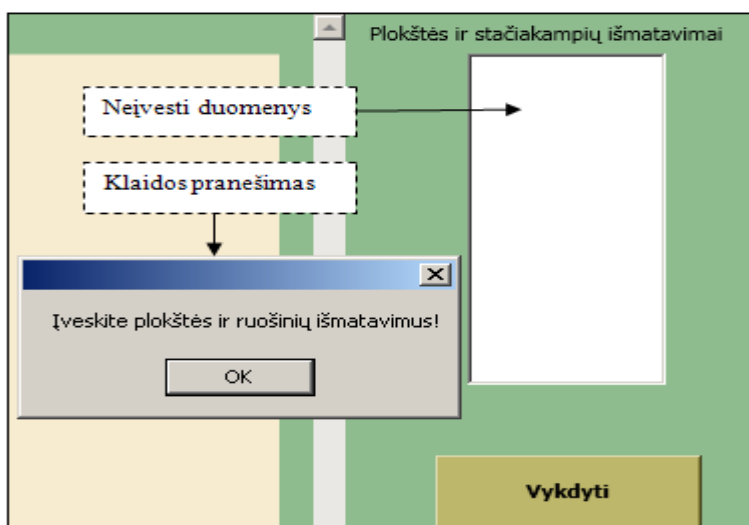 Plokštės ir stačiakampių išmatavimai
Neįvesti duomenys
Klaidos pranešimas
Įveskite plokštės ir ruošinių išmatavimus!
OK
Vykdyti